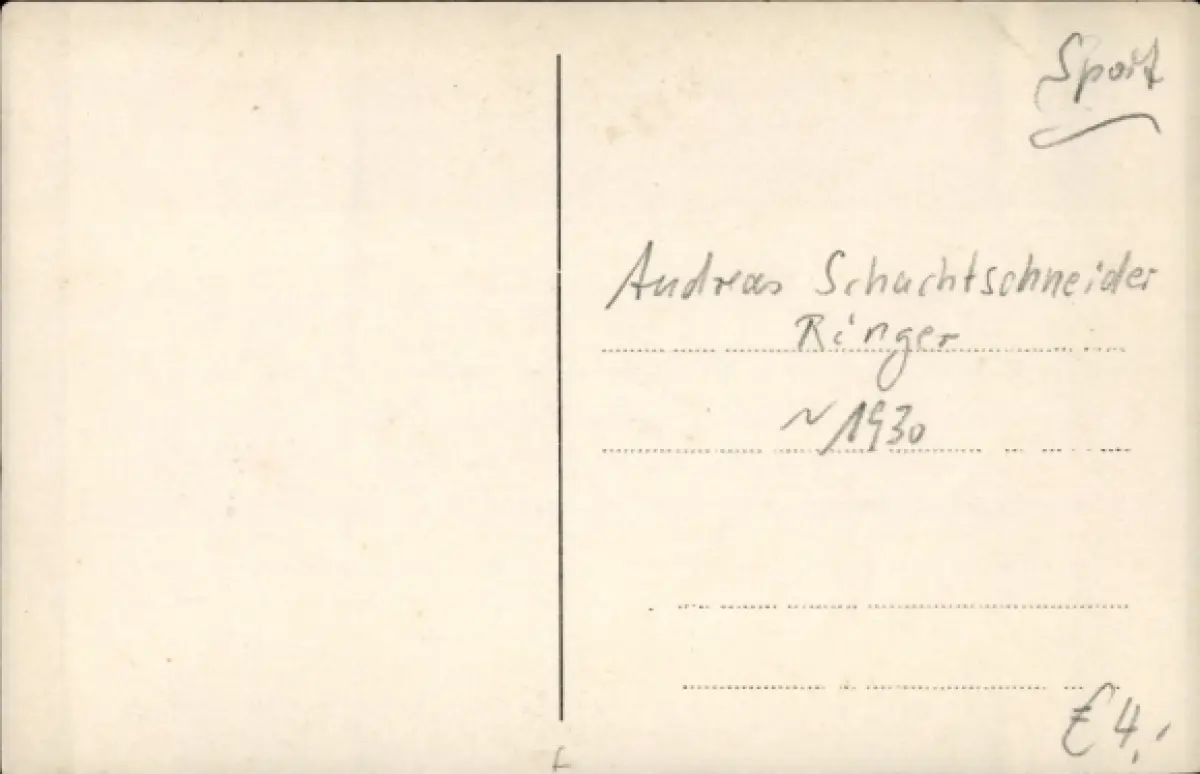 Sport
Andreas Schachtschneider
Ringer
~ 1930
€ 4,-